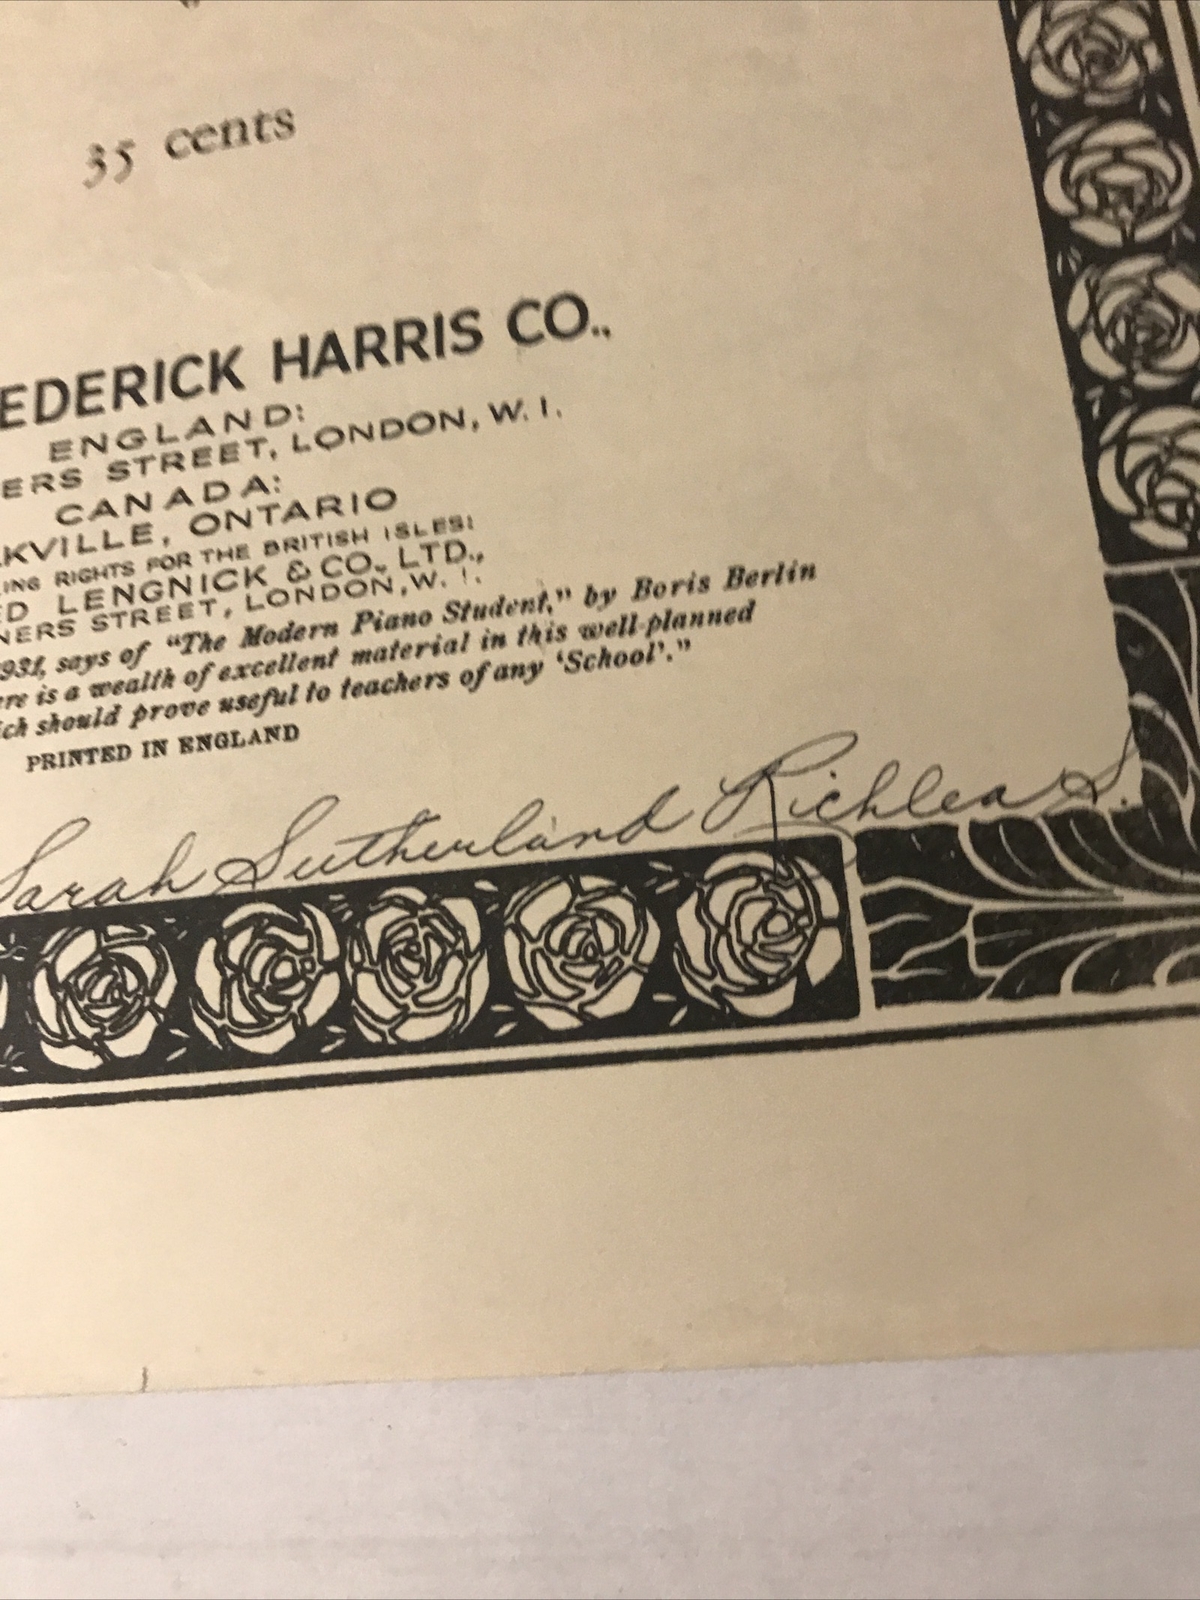 35 cents
EDERICK HARRIS CO.,
ENGLAND:
ERS STREET, LONDON, W. 1.
CANADA:
KVILLE, ONTARIO
ING RIGHTS FOR THE BRITISH ISLES:
D LENGNICK & CO., LTD.,
NERS STREET, LONDON, W. 1.
931, says of "The Modern Piano Student," by Boris Berlin
ere is a wealth of excellent material in this well-planned
ich should prove useful to teachers of any 'School'."
PRINTED IN ENGLAND
Sarah Sutherland Richlea S.